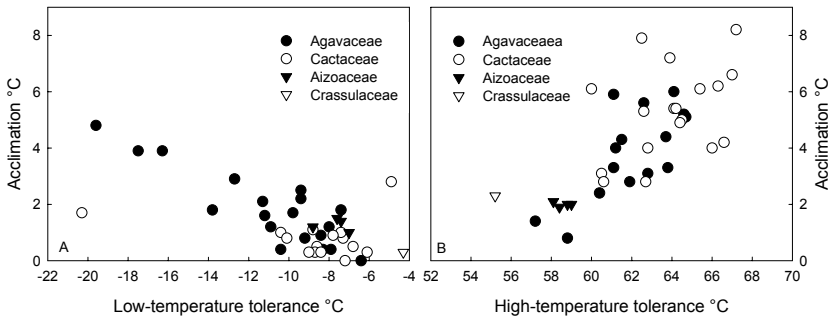 8
6
4
2
0
Acclimation °C
Agavaceae
Cactaceae
Aizoaceae
Crassulaceae
A
-22 -20 -18 -16 -14 -12 -10 -8 -6 -4
Low-temperature tolerance °C
Agavaceaea
Cactaceae
Aizoaceae
Crassulaceae
B
8
6
4
2
0
Acclimation °C
52 54 56 58 60 62 64 66 68 70
High-temperature tolerance °C